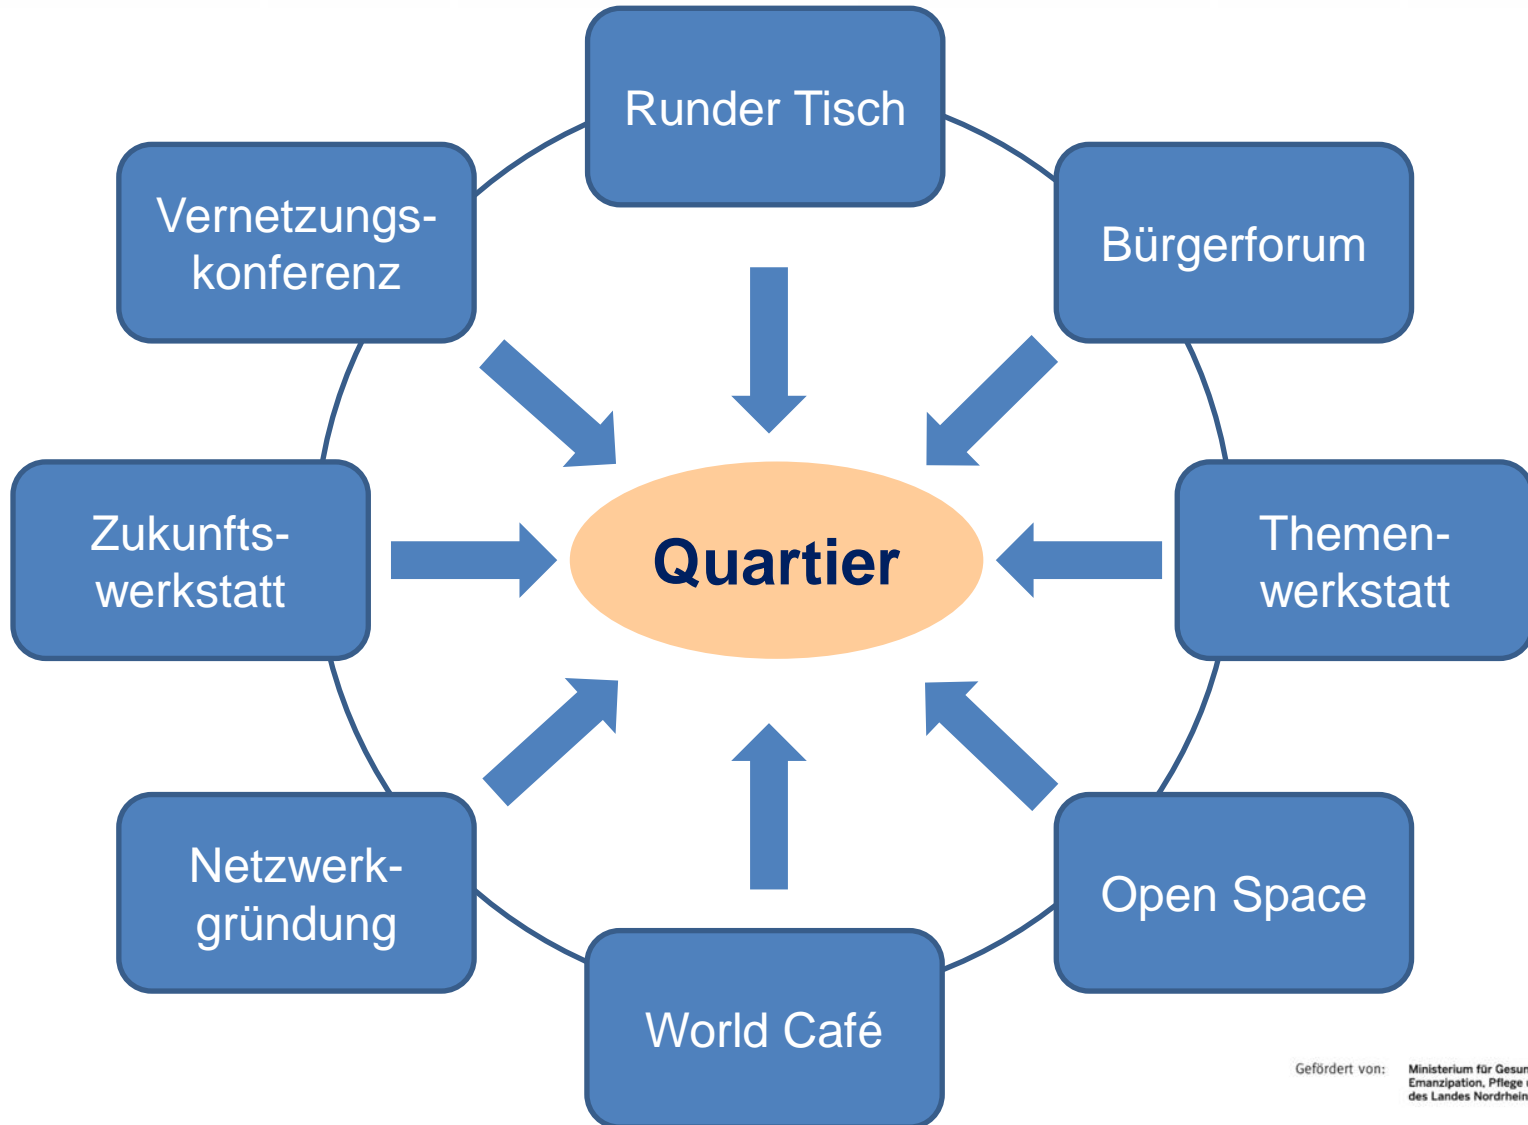 Runder Tisch
Vernetzungs-
konferenz
Bürgerforum
Zukunfts-
werkstatt
Quartier
Themen-
werkstatt
Netzwerk-
gründung
Open Space
World Café
Gefördert von:
Ministerium für
Emanzipation, Pflege
des Landes